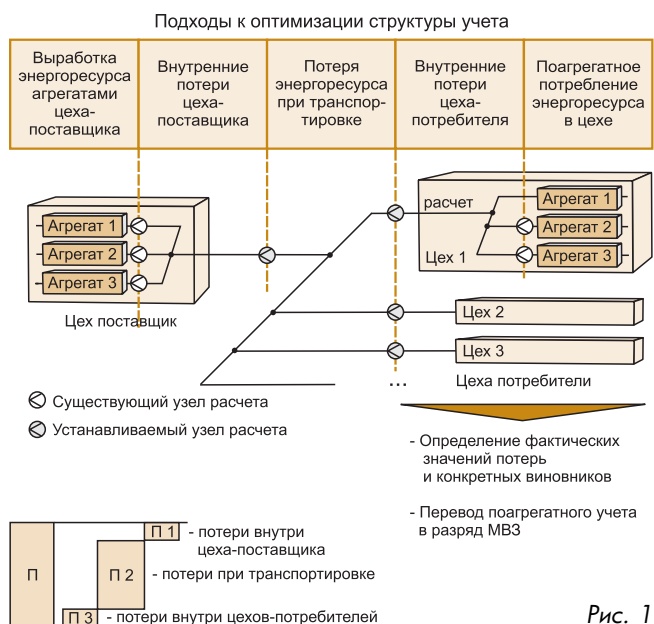 Подходы к оптимизации структуры учета
Выработка
энергоресурса
агрегатами
цеха-
поставщика
Внутренние
потери
цеха-
поставщика
Потеря
энергоресурса
при транспор-
тировке
Внутренние
потери
цеха-
потребителя
Поагрегатное
потребление
энергоресурса
в цехе
Агрегат 1
Агрегат 2
Агрегат 3
Цех поставщик
расчет
Цех 1
Агрегат 1
Агрегат 2
Агрегат 3
Цех 2
Цех 3
...
Цеха потребители
Существующий узел расчета
Устанавливаемый узел расчета
- Определение фактических
значений потерь
и конкретных виновников
- Перевод поагрегатного учета
в разряд МВЗ
П
П 1 - потери внутри
цеха-поставщика
П 2 - потери при транспортировке
П 3 - потери внутри цехов-потребителей
Рис. 1